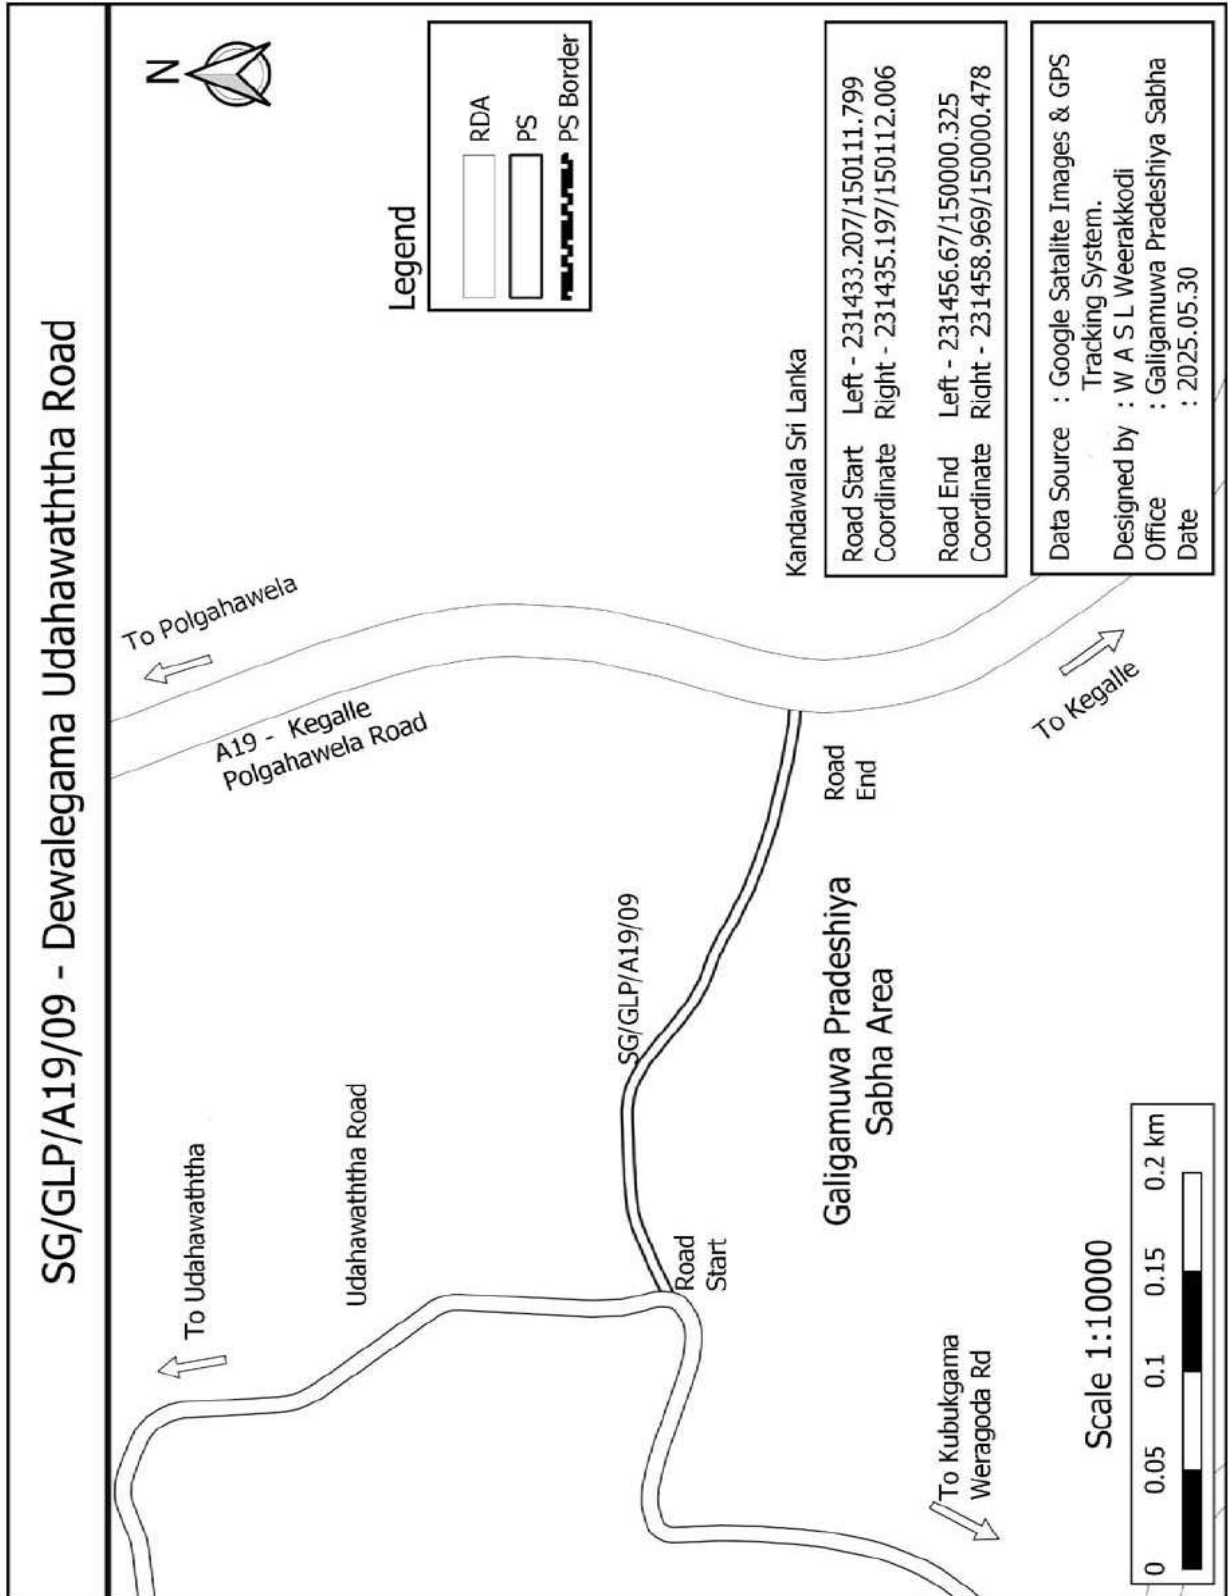 SG/GLP/A19/09 - Dewalegama Udahawaththa Road
N
To Udahawaththa
Udahawaththa Road
To Polgahawela
A19 - Kegalle
Polgahawela Road
Legend
RDA
PS
PS Border
SG/GLP/A19/09
Road
Start
Road
End
Galigamuwa Pradeshiya
Sabha Area
To Kubukgama
Weragoda Rd
To Kegalle
Kandawala Sri Lanka
Road Start Left - 231433.207/150111.799
Coordinate Right - 231435.197/150112.006
Road End Left - 231456.67/150000.325
Coordinate Right - 231458.969/150000.478
Scale 1:10000
0 0.05 0.1 0.15 0.2 km
Data Source : Google Satalite Images & GPS
Tracking System.
Designed by : W A S L Weerakkodi
Office : Galigamuwa Pradeshiya Sabha
Date : 2025.05.30